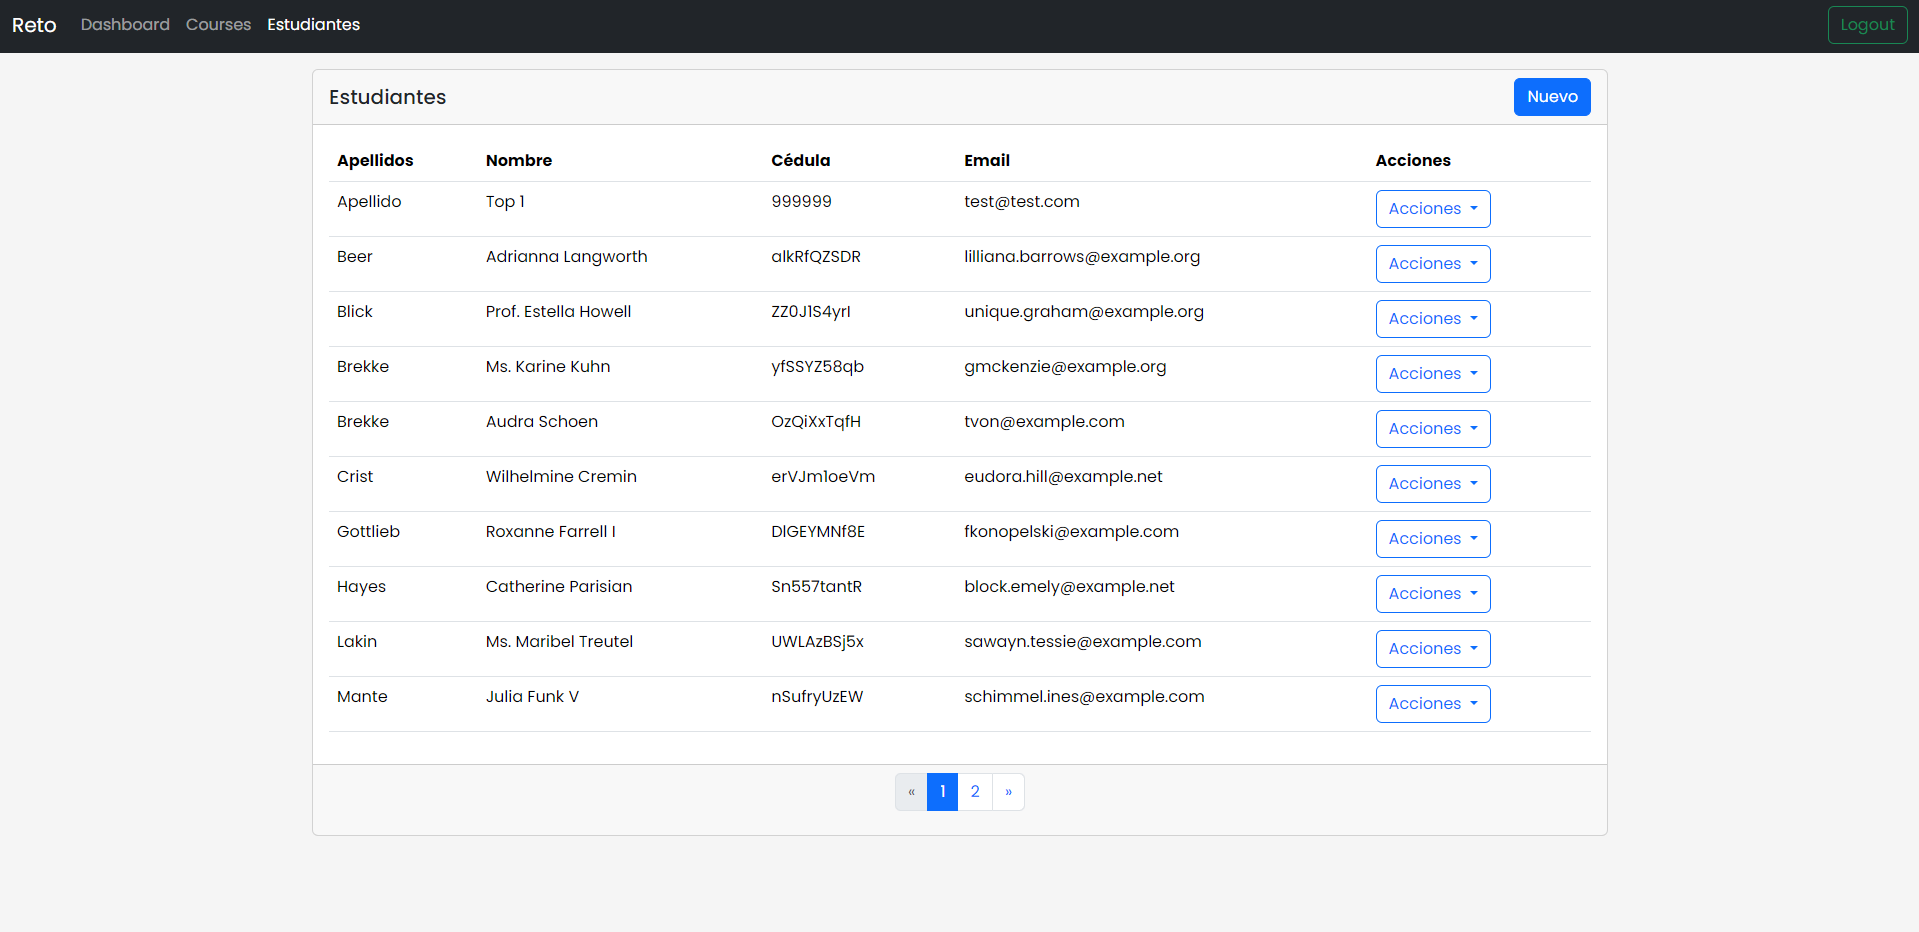 Reto Dashboard Courses Estudiantes Logout
Estudiantes Nuevo
Apellidos Nombre Cédula Email Acciones
Apellido Top 1 999999 test@test.com Acciones
Beer Adrianna Langworth alkRfQZSDR lilliana.barrows@example.org Acciones
Blick Prof. Estella Howell ZZ0J1S4yrI unique.graham@example.org Acciones
Brekke Ms. Karine Kuhn yfSSYZ58qb gmckenzie@example.org Acciones
Brekke Audra Schoen OzQiXxTqfH tvon@example.com Acciones
Crist Wilhelmine Cremin erVJm1oeVm eudora.hill@example.net Acciones
Gottlieb Roxanne Farrell I DlGEYMNf8E fkonopelski@example.com Acciones
Hayes Catherine Parisian Sn557tantR block.emely@example.net Acciones
Lakin Ms. Maribel Treutel UWLAzBSj5x sawayn.tessie@example.com Acciones
Mante Julia Funk V nSufryUzEW schimmel.ines@example.com Acciones
« 1 2 »